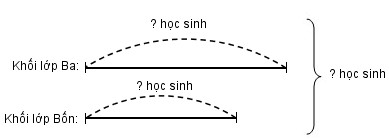 ? học sinh
Khối lớp Ba:
? học sinh
? học sinh
Khối lớp Bốn: